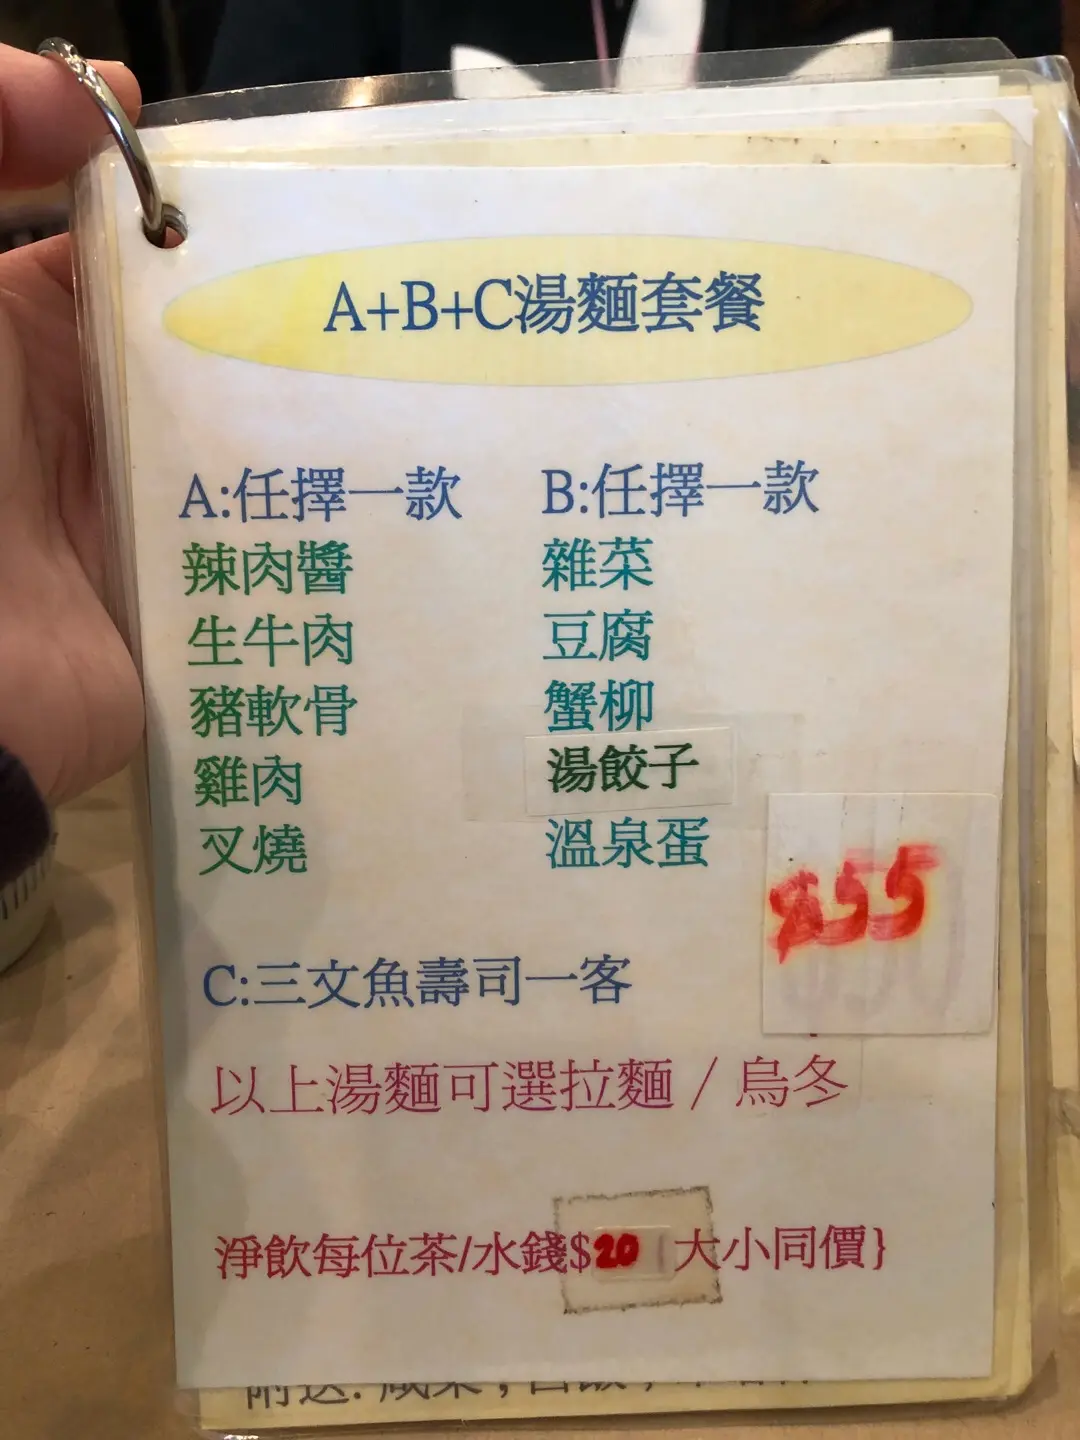 A+B+C湯麵套餐
A:任擇一款
辣肉醬
生牛肉
豬軟骨
雞肉
叉燒
B:任擇一款
雜菜
豆腐
蟹柳
湯餃子
溫泉蛋
$55
C:三文魚壽司一客
以上湯麵可選拉麵/烏冬
淨飲每位茶/水錢$20 大小同價}